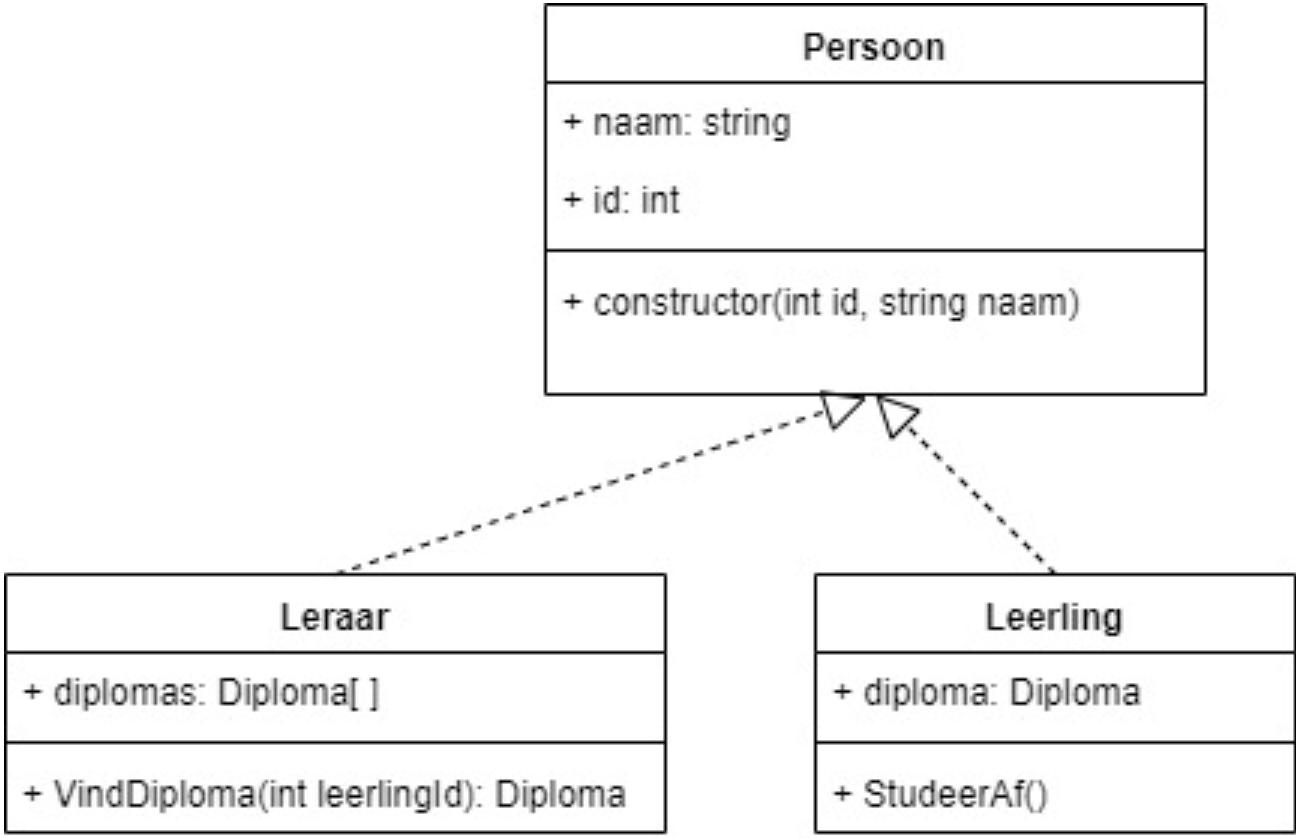 Persoon
+ naam: string
+ id: int
+ constructor(int id, string naam)
Leraar
+ diplomas: Diploma[ ]
+ VindDiploma(int leerlingId): Diploma
Leerling
+ diploma: Diploma
+ StudeerAf()